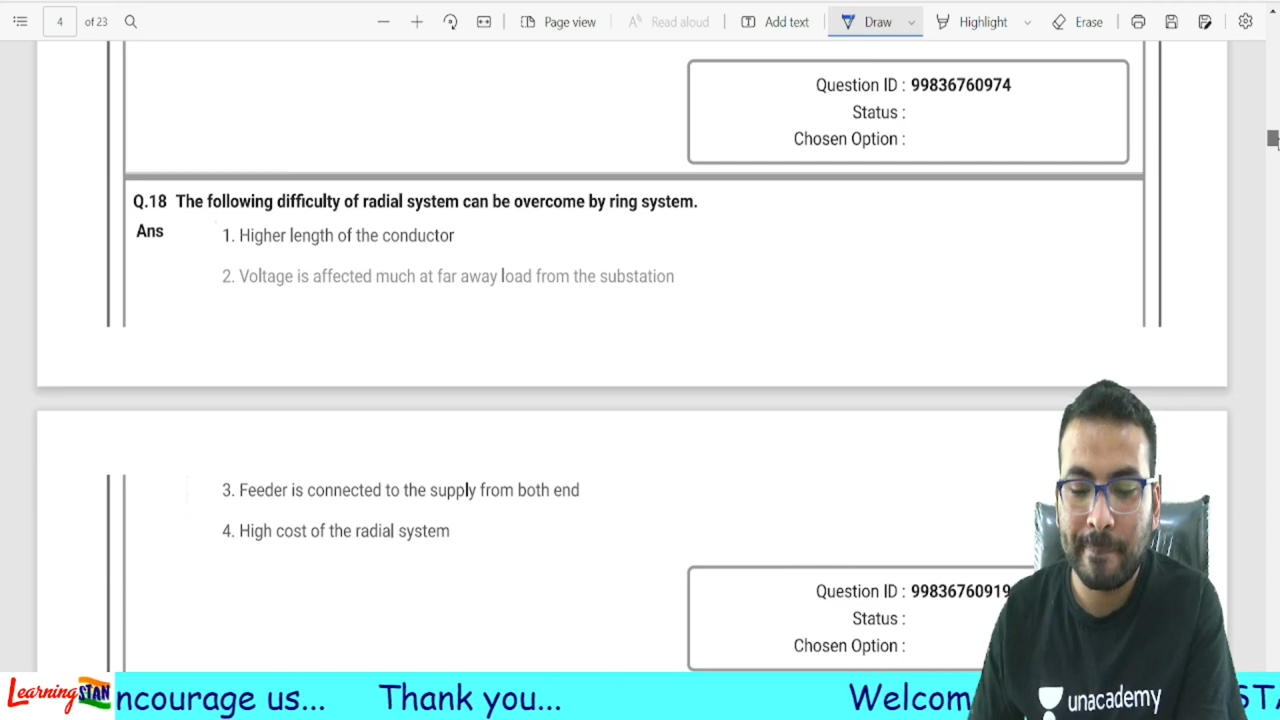 4 of 23 Page view Read aloud Add text Draw Highlight Erase
Question ID : 99836760974
Status :
Chosen Option :
Q.18 The following difficulty of radial system can be overcome by ring system.
Ans 1. Higher length of the conductor
2. Voltage is affected much at far away load from the substation
3. Feeder is connected to the supply from both end
4. High cost of the radial system
Question ID : 99836760919
Status :
Chosen Option :
unacademy
Learning STAN ncourage us... Thank you... Welcom STA